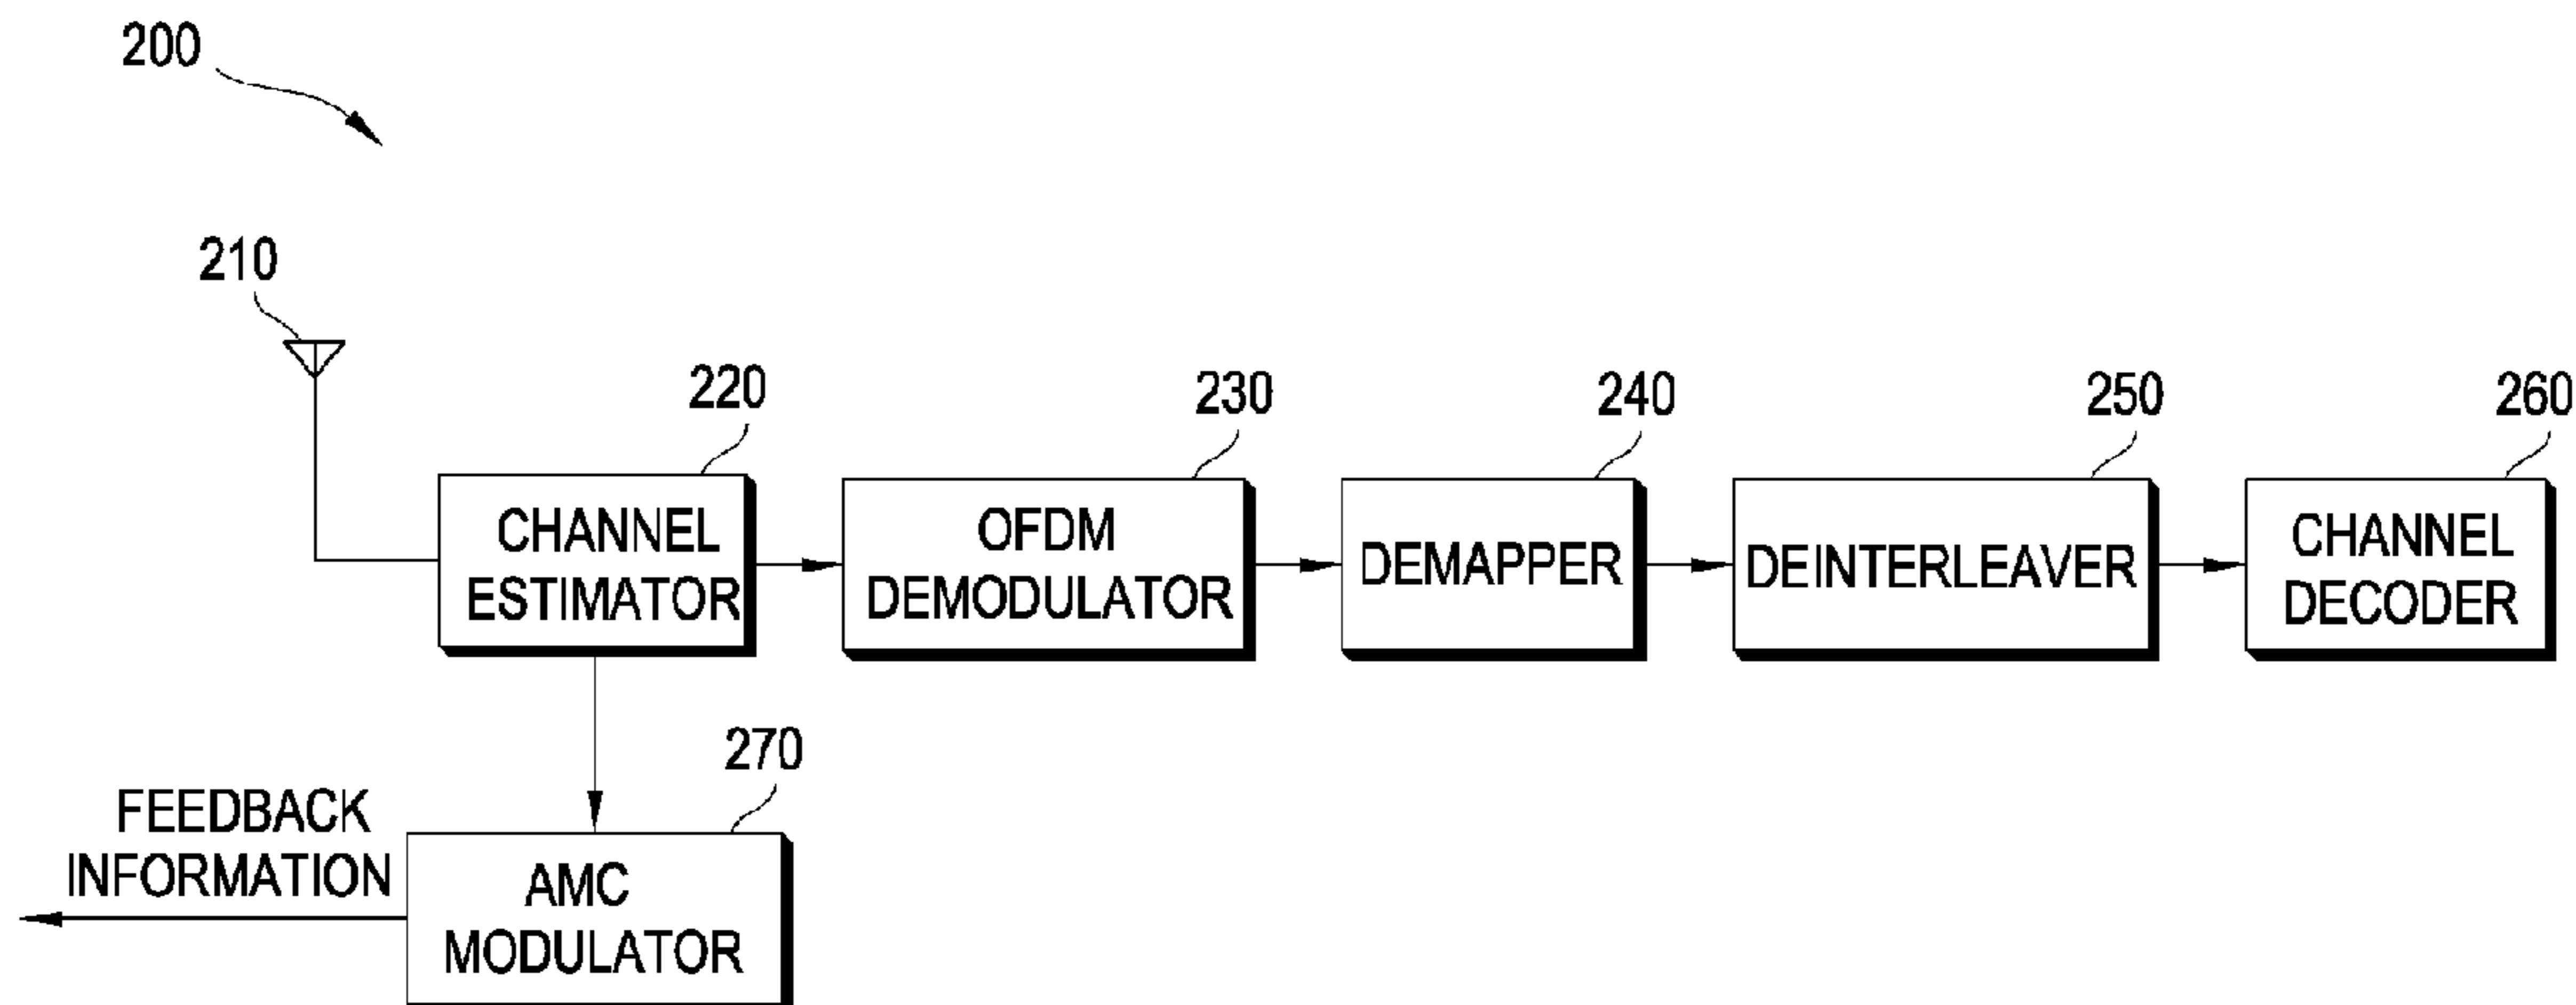 200
210
220
230
240
250
260
CHANNEL
ESTIMATOR
OFDM
DEMODULATOR
DEMAPPER
DEINTERLEAVER
CHANNEL
DECODER
270
FEEDBACK
INFORMATION
AMC
MODULATOR